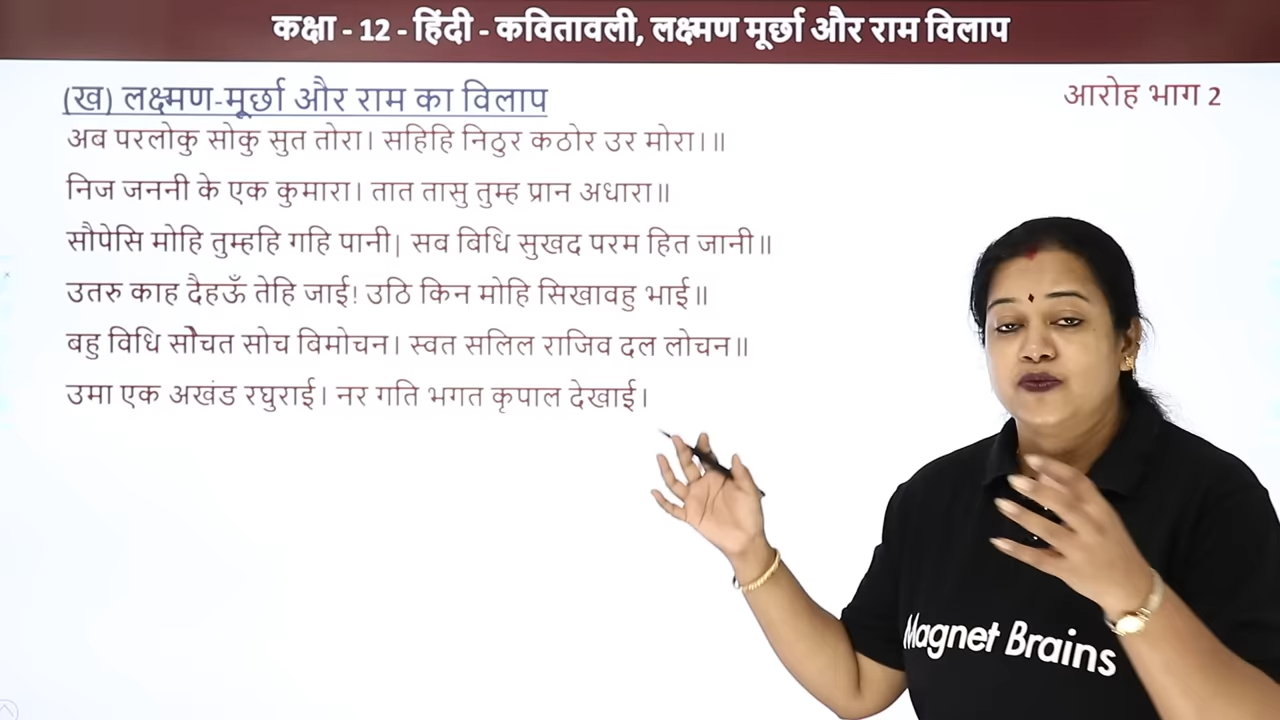 कक्षा - 12 - हिंदी - कवितावली, लक्ष्मण मूर्छा और राम विलाप
(ख) लक्ष्मण-मूर्छा और राम का विलाप
आरोह भाग 2
अब परलोकु सोकु सुत तोरा। सहिहि निठुर कठोर उर मोरा।॥
निज जननी के एक कुमारा। तात तासु तुम्ह प्रान अधारा॥
सौपेसि मोहि तुम्हहि गहि पानी| सब बिधि सुखद परम हित जानी॥
उतरु काह दैहऊँ तेहि जाई! उठि किन मोहि सिखावहु भाई॥
बहु विधि सोचत सोच बिमोचन। स्वत सलिल राजिव दल लोचन॥
उमा एक अखंड रघुराई। नर गति भगत कृपाल देखाई।
Magnet Brains